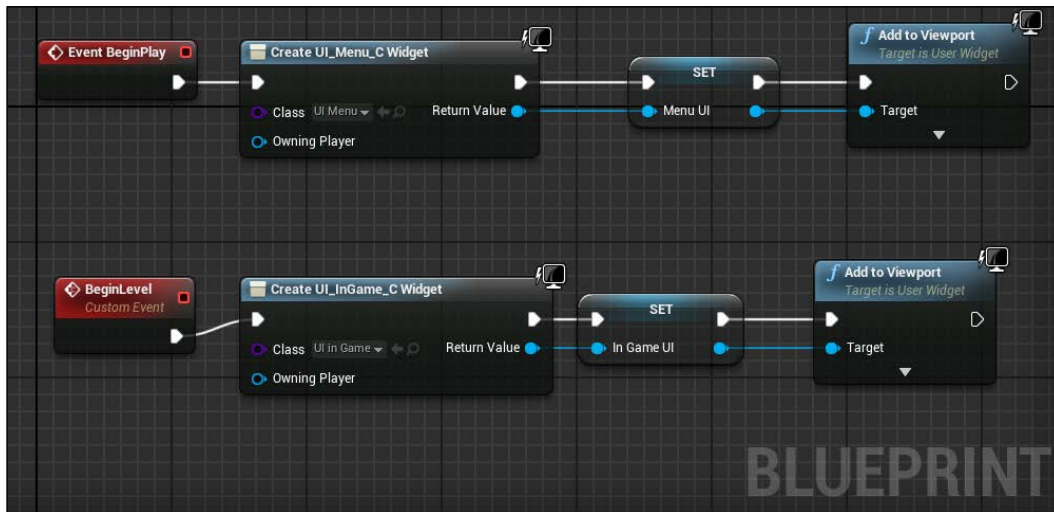 Event BeginPlay
Create UI_Menu_C Widget
Class UI Menu Return Value
Owning Player
SET
Menu UI
Add to Viewport
Target is User Widget
Target
BeginLevel
Custom Event
Create UI_InGame_C Widget
Class UI in Game Return Value
Owning Player
SET
In Game UI
Add to Viewport
Target is User Widget
Target
BLUEPRINT